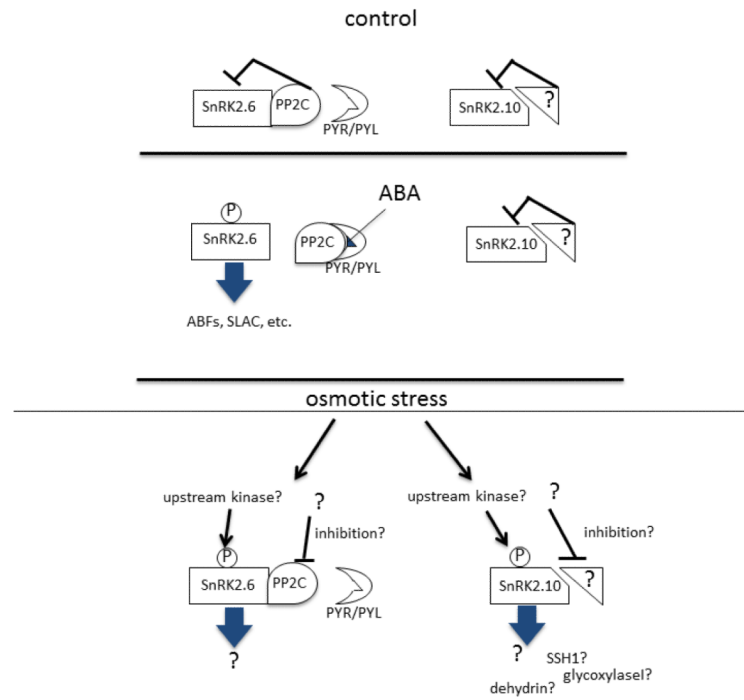 control
SnRK2.6
PP2C
PYR/PYL
SnRK2.10
?
ABA
P
SnRK2.6
PP2C
PYR/PYL
SnRK2.10
?
ABFs, SLAC, etc.
osmotic stress
upstream kinase?
?
inhibition?
P
SnRK2.6
PP2C
PYR/PYL
?
upstream kinase?
?
inhibition?
P
SnRK2.10
?
?
SSH1?
glycoxylaseI?
dehydrin?